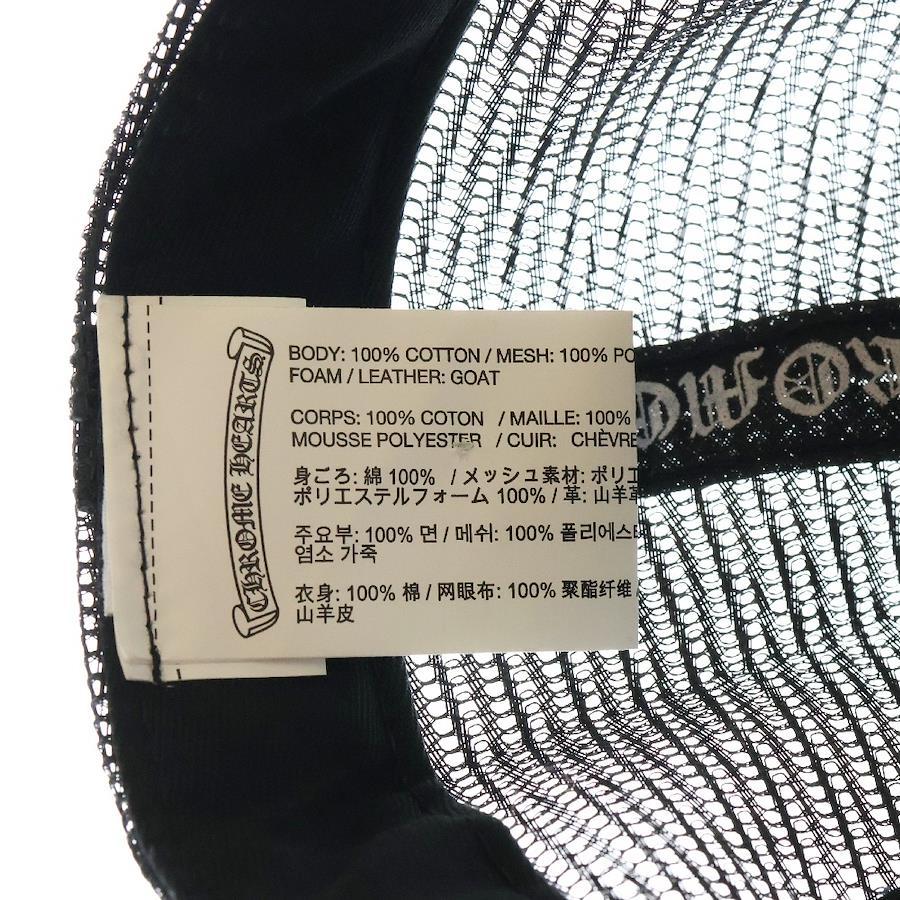 CHROME HEARTS
BODY: 100% COTTON / MESH: 100% PO
FOAM / LEATHER: GOAT
CORPS: 100% COTON / MAILLE: 100%
MOUSSE POLYESTER / CUIR: CHÈVRE
身ごろ: 綿 100% / メッシュ素材: ポリエ
ポリエステルフォーム 100% / 革: 山羊革
주요부: 100% 면 / 메쉬: 100% 폴리에스테
염소 가죽
衣身: 100% 棉 / 网眼布: 100% 聚酯纤维
山羊皮